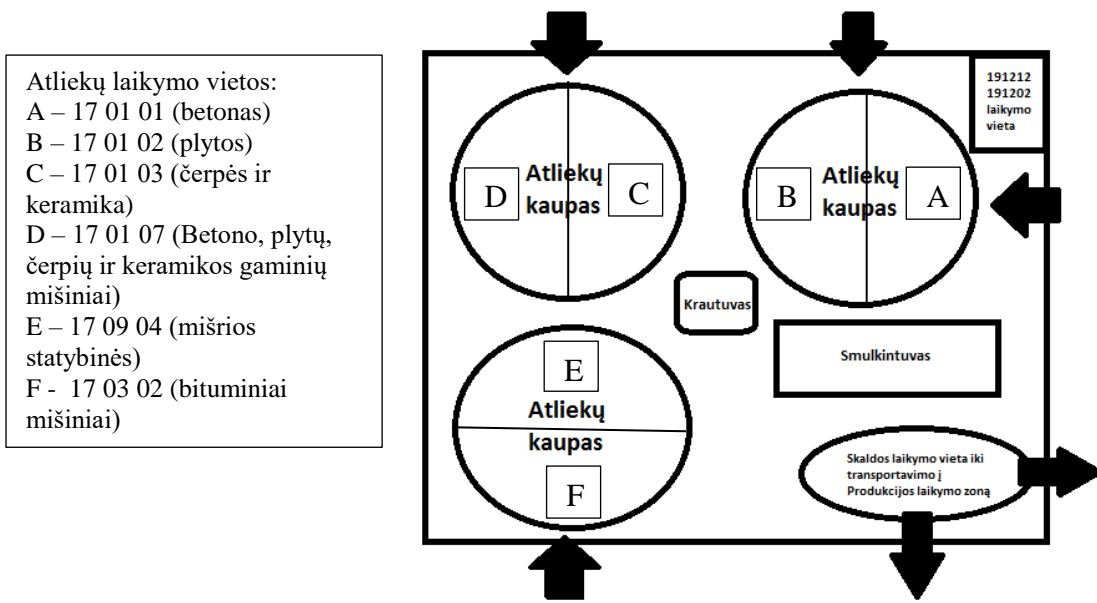 Atliekų laikymo vietos:
A – 17 01 01 (betonas)
B – 17 01 02 (plytos)
C – 17 01 03 (čerpės ir
keramika)
D – 17 01 07 (Betono, plytų,
čerpių ir keramikos gaminių
mišiniai)
E – 17 09 04 (mišrios
statybinės)
F - 17 03 02 (bituminiai
mišiniai)
D
Atliekų
kaupas
C
B
Atliekų
kaupas
A
191212
191202
laikymo
vieta
Krautuvas
Smulkintuvas
E
Atliekų
kaupas
F
Skaldos laikymo vieta iki
transportavimo į
Produkcijos laikymo zoną